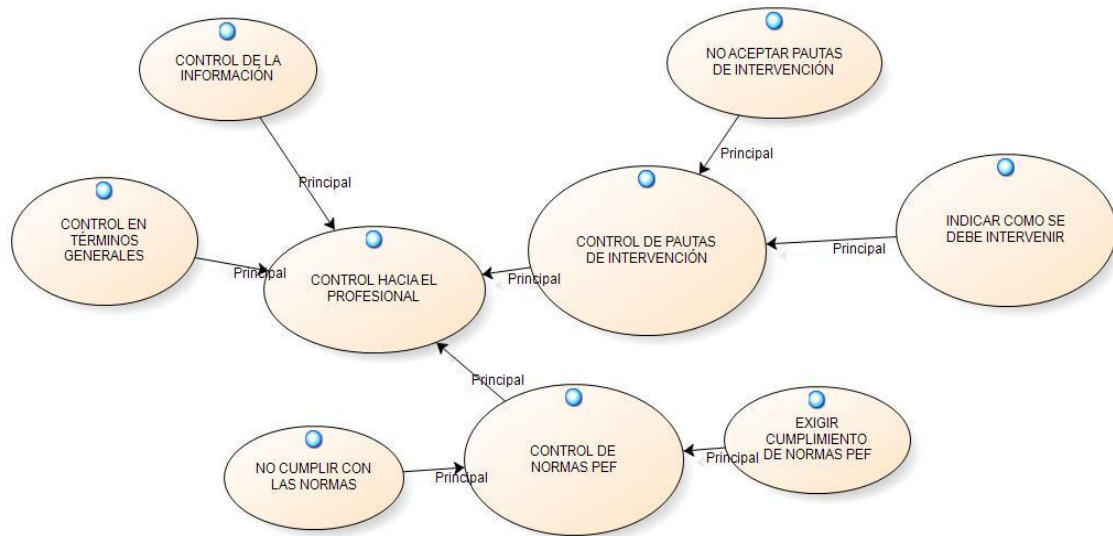 CONTROL DE LA
INFORMACIÓN
NO ACEPTAR PAUTAS
DE INTERVENCIÓN
Principal
Principal
CONTROL EN
TÉRMINOS
GENERALES
Principal
CONTROL HACIA EL
PROFESIONAL
Principal
CONTROL DE PAUTAS
DE INTERVENCIÓN
Principal
INDICAR COMO SE
DEBE INTERVENIR
Principal
NO CUMPLIR CON
LAS NORMAS
Principal
CONTROL DE
NORMAS PEF
Principal
EXIGIR
CUMPLIMIENTO
DE NORMAS PEF